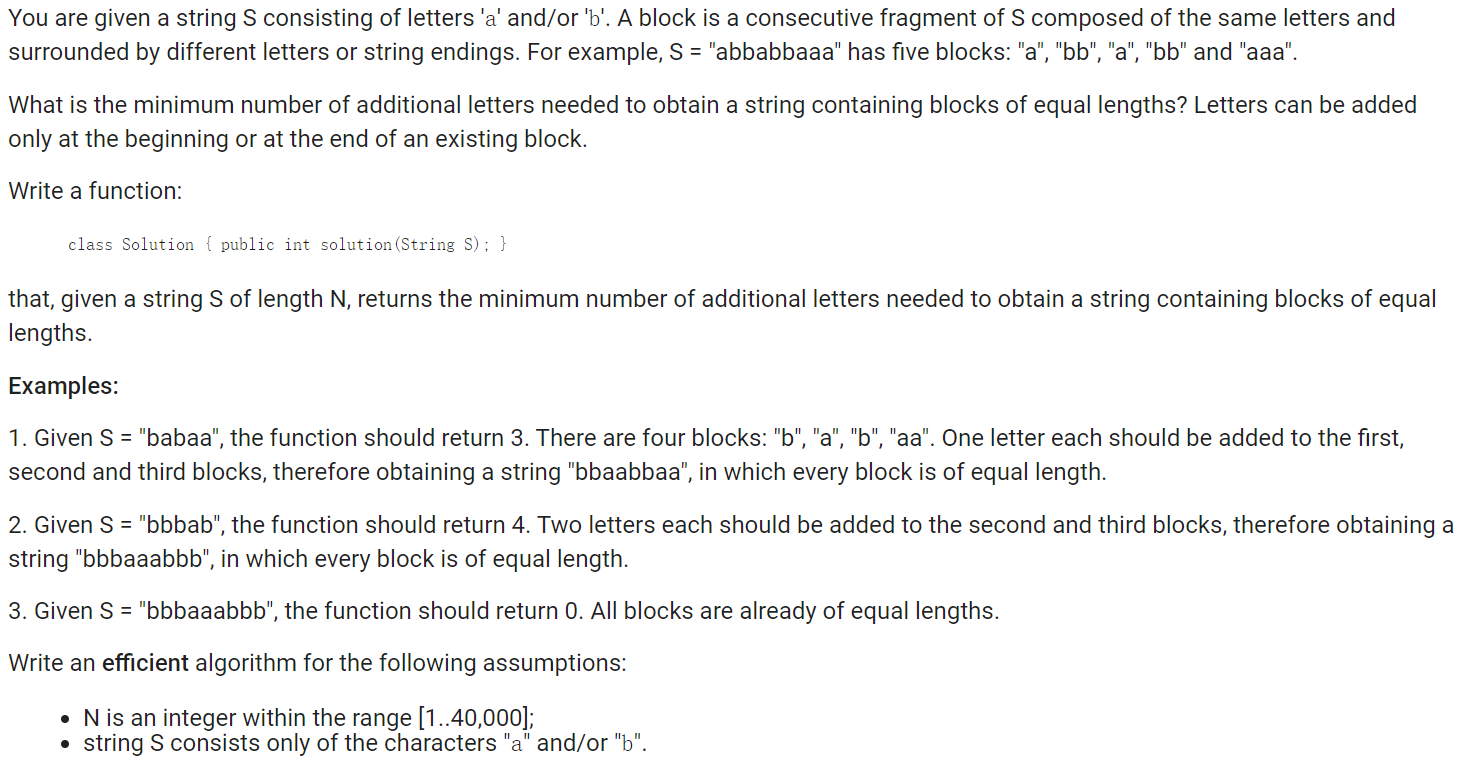 You are given a string S consisting of letters 'a' and/or 'b'. A block is a consecutive fragment of S composed of the same letters and
surrounded by different letters or string endings. For example, S = "abbabbaaa" has five blocks: "a", "bb", "a", "bb" and "aaa".
What is the minimum number of additional letters needed to obtain a string containing blocks of equal lengths? Letters can be added
only at the beginning or at the end of an existing block.
Write a function:
class Solution { public int solution(String S); }
that, given a string S of length N, returns the minimum number of additional letters needed to obtain a string containing blocks of equal
lengths.
Examples:
1. Given S = "babaa", the function should return 3. There are four blocks: "b", "a", "b", "aa". One letter each should be added to the first,
second and third blocks, therefore obtaining a string "bbaabbaa", in which every block is of equal length.
2. Given S = "bbbab", the function should return 4. Two letters each should be added to the second and third blocks, therefore obtaining a
string "bbbaaabbb", in which every block is of equal length.
3. Given S = "bbbaaabbb", the function should return 0. All blocks are already of equal lengths.
Write an efficient algorithm for the following assumptions:
• N is an integer within the range [1..40,000];
• string S consists only of the characters "a" and/or "b".